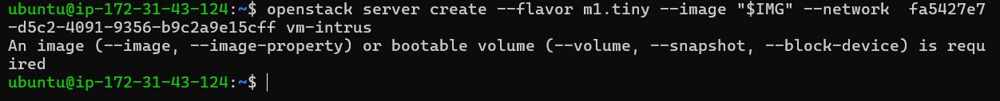 ubuntu@ip-172-31-43-124:~$ openstack server create --flavor m1.tiny --image "$IMG" --network  fa5427e7
-d5c2-4091-9356-b9c2a9e15cff vm-intrus
An image (--image, --image-property) or bootable volume (--volume, --snapshot, --block-device) is requ
ired
ubuntu@ip-172-31-43-124:~$